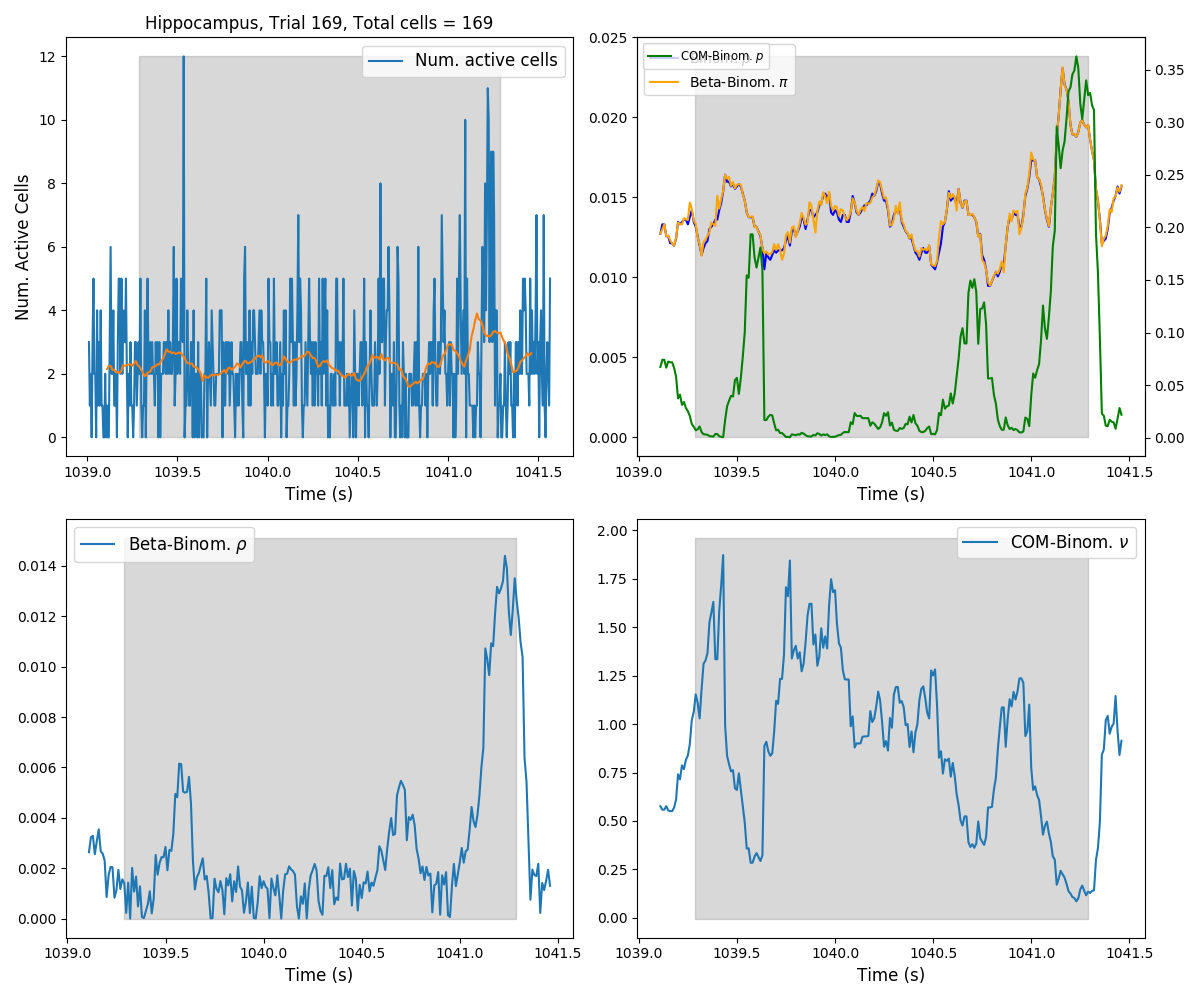 Hippocampus, Trial 169, Total cells = 169
Num. active cells
Num. Active Cells
12
10
8
6
4
2
0
1039.0 1039.5 1040.0 1040.5 1041.0 1041.5
Time (s)
COM-Binom. p
Beta-Binom. π
0.025
0.020
0.015
0.010
0.005
0.000
0.35
0.30
0.25
0.20
0.15
0.10
0.05
0.00
1039.0 1039.5 1040.0 1040.5 1041.0 1041.5
Time (s)
Beta-Binom. ρ
0.014
0.012
0.010
0.008
0.006
0.004
0.002
0.000
1039.0 1039.5 1040.0 1040.5 1041.0 1041.5
Time (s)
COM-Binom. ν
2.00
1.75
1.50
1.25
1.00
0.75
0.50
0.25
0.00
1039.0 1039.5 1040.0 1040.5 1041.0 1041.5
Time (s)